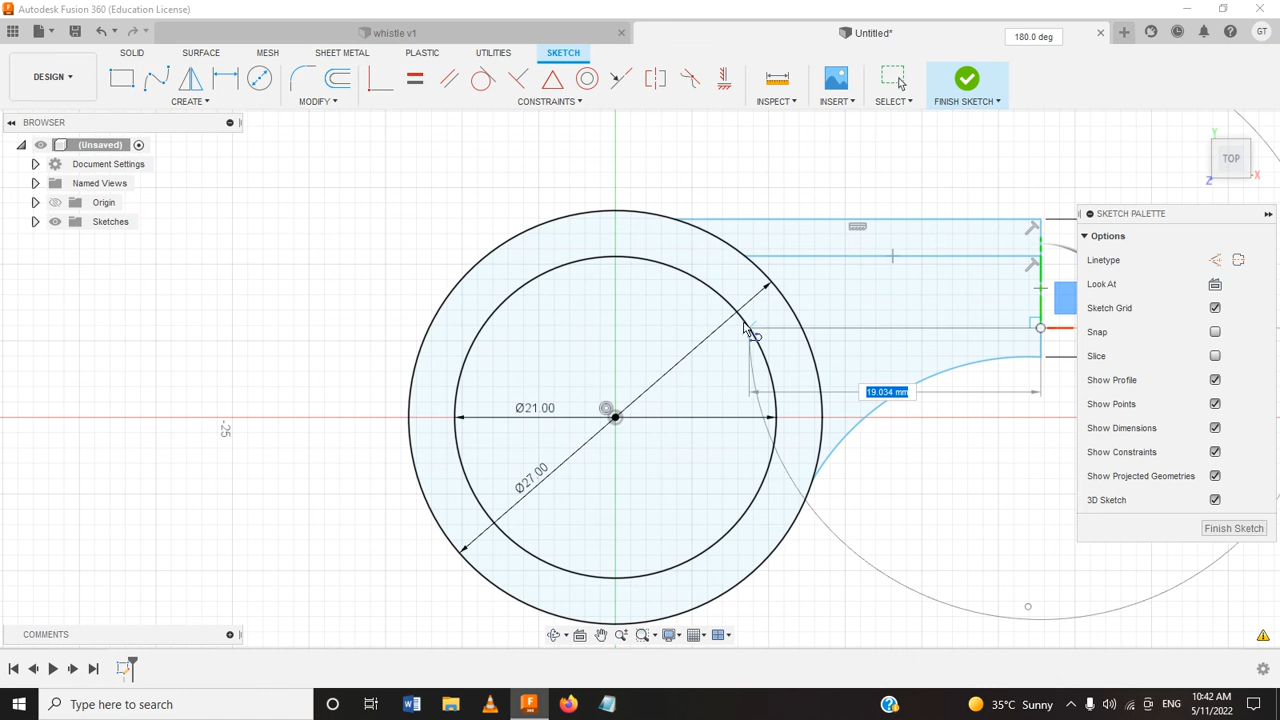 Autodesk Fusion 360 (Education License)
whistle v1
Untitled*
180.0 deg
GT
DESIGN
SOLID
SURFACE
MESH
SHEET METAL
PLASTIC
UTILITIES
SKETCH
CREATE
MODIFY
CONSTRAINTS
INSPECT
INSERT
SELECT
FINISH SKETCH
BROWSER
(Unsaved)
Document Settings
Named Views
Origin
Sketches
TOP
Y
X
Z
SKETCH PALETTE
Options
Linetype
Look At
Sketch Grid
Snap
Slice
Show Profile
Show Points
Show Dimensions
Show Constraints
Show Projected Geometries
3D Sketch
Finish Sketch
-25
Ø21.00
Ø27.00
19.034 mm
COMMENTS
Type here to search
35°C Sunny
ENG
10:42 AM
5/11/2022